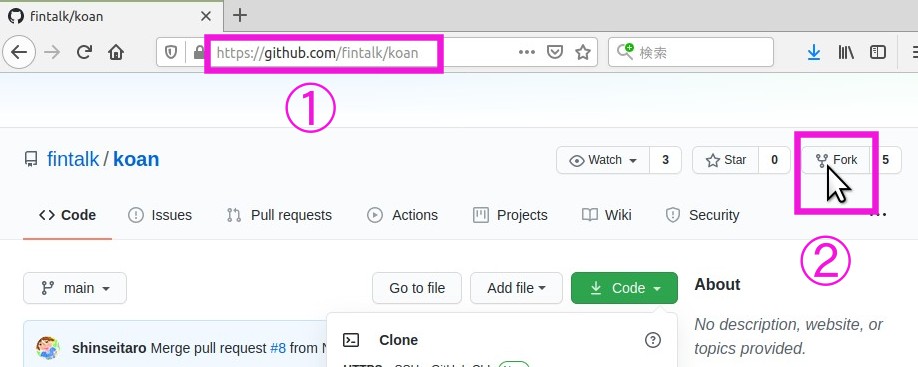 fintalk/koan
https://github.com/fintalk/koan
検索
①
fintalk / koan
Watch 3 Star 0 Fork 5
Code Issues Pull requests Actions Projects Wiki Security
②
main Go to file Add file Code
About
No description, website, or
topics provided.
shinseitaro Merge pull request #8 from
Clone